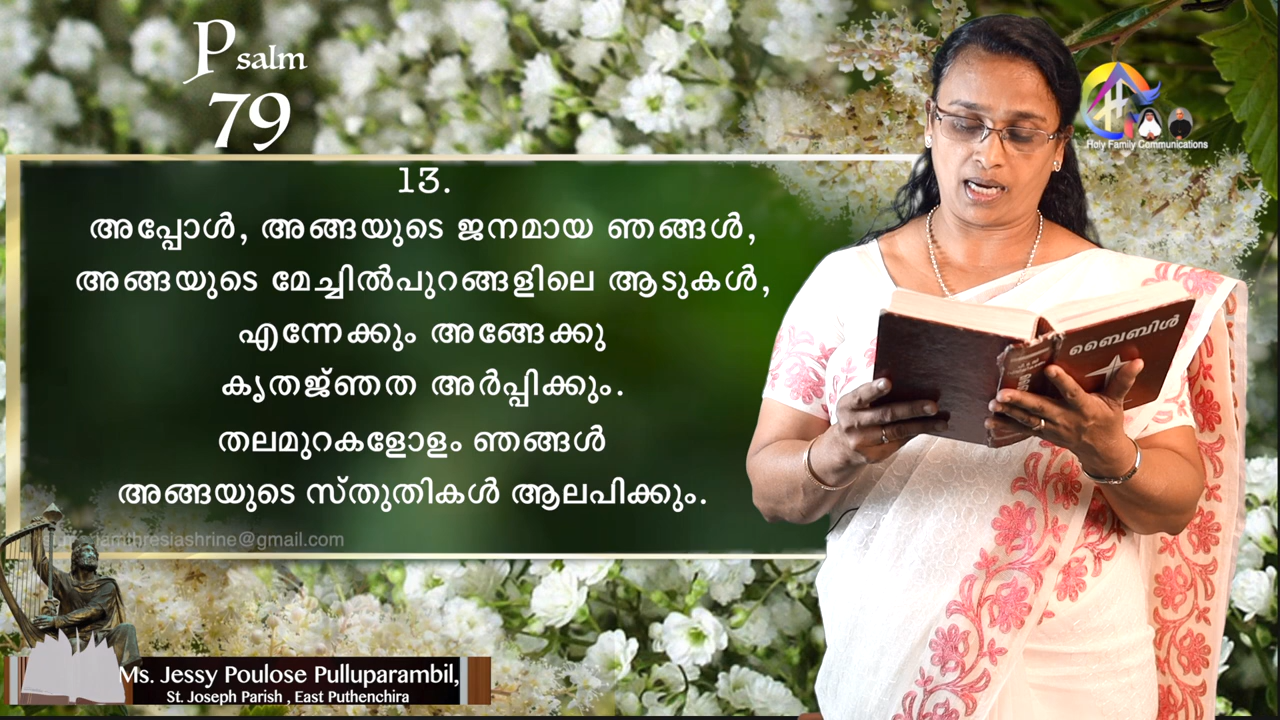 Psalm
79
Holy Family Communications
13.
അപ്പോൾ, അങ്ങയുടെ ജനമായ ഞങ്ങൾ,
അങ്ങയുടെ മേച്ചിൽപുറങ്ങളിലെ ആടുകൾ,
എന്നേക്കും അങ്ങേക്കു
കൃതജ്ഞത അർപ്പിക്കും.
തലമുറകളോളം ഞങ്ങൾ
അങ്ങയുടെ സ്തുതികൾ ആലപിക്കും.
ബൈബിൾ
Ms. Jessy Poulose Pulluparambil,
St. Joseph Parish , East Puthenchira